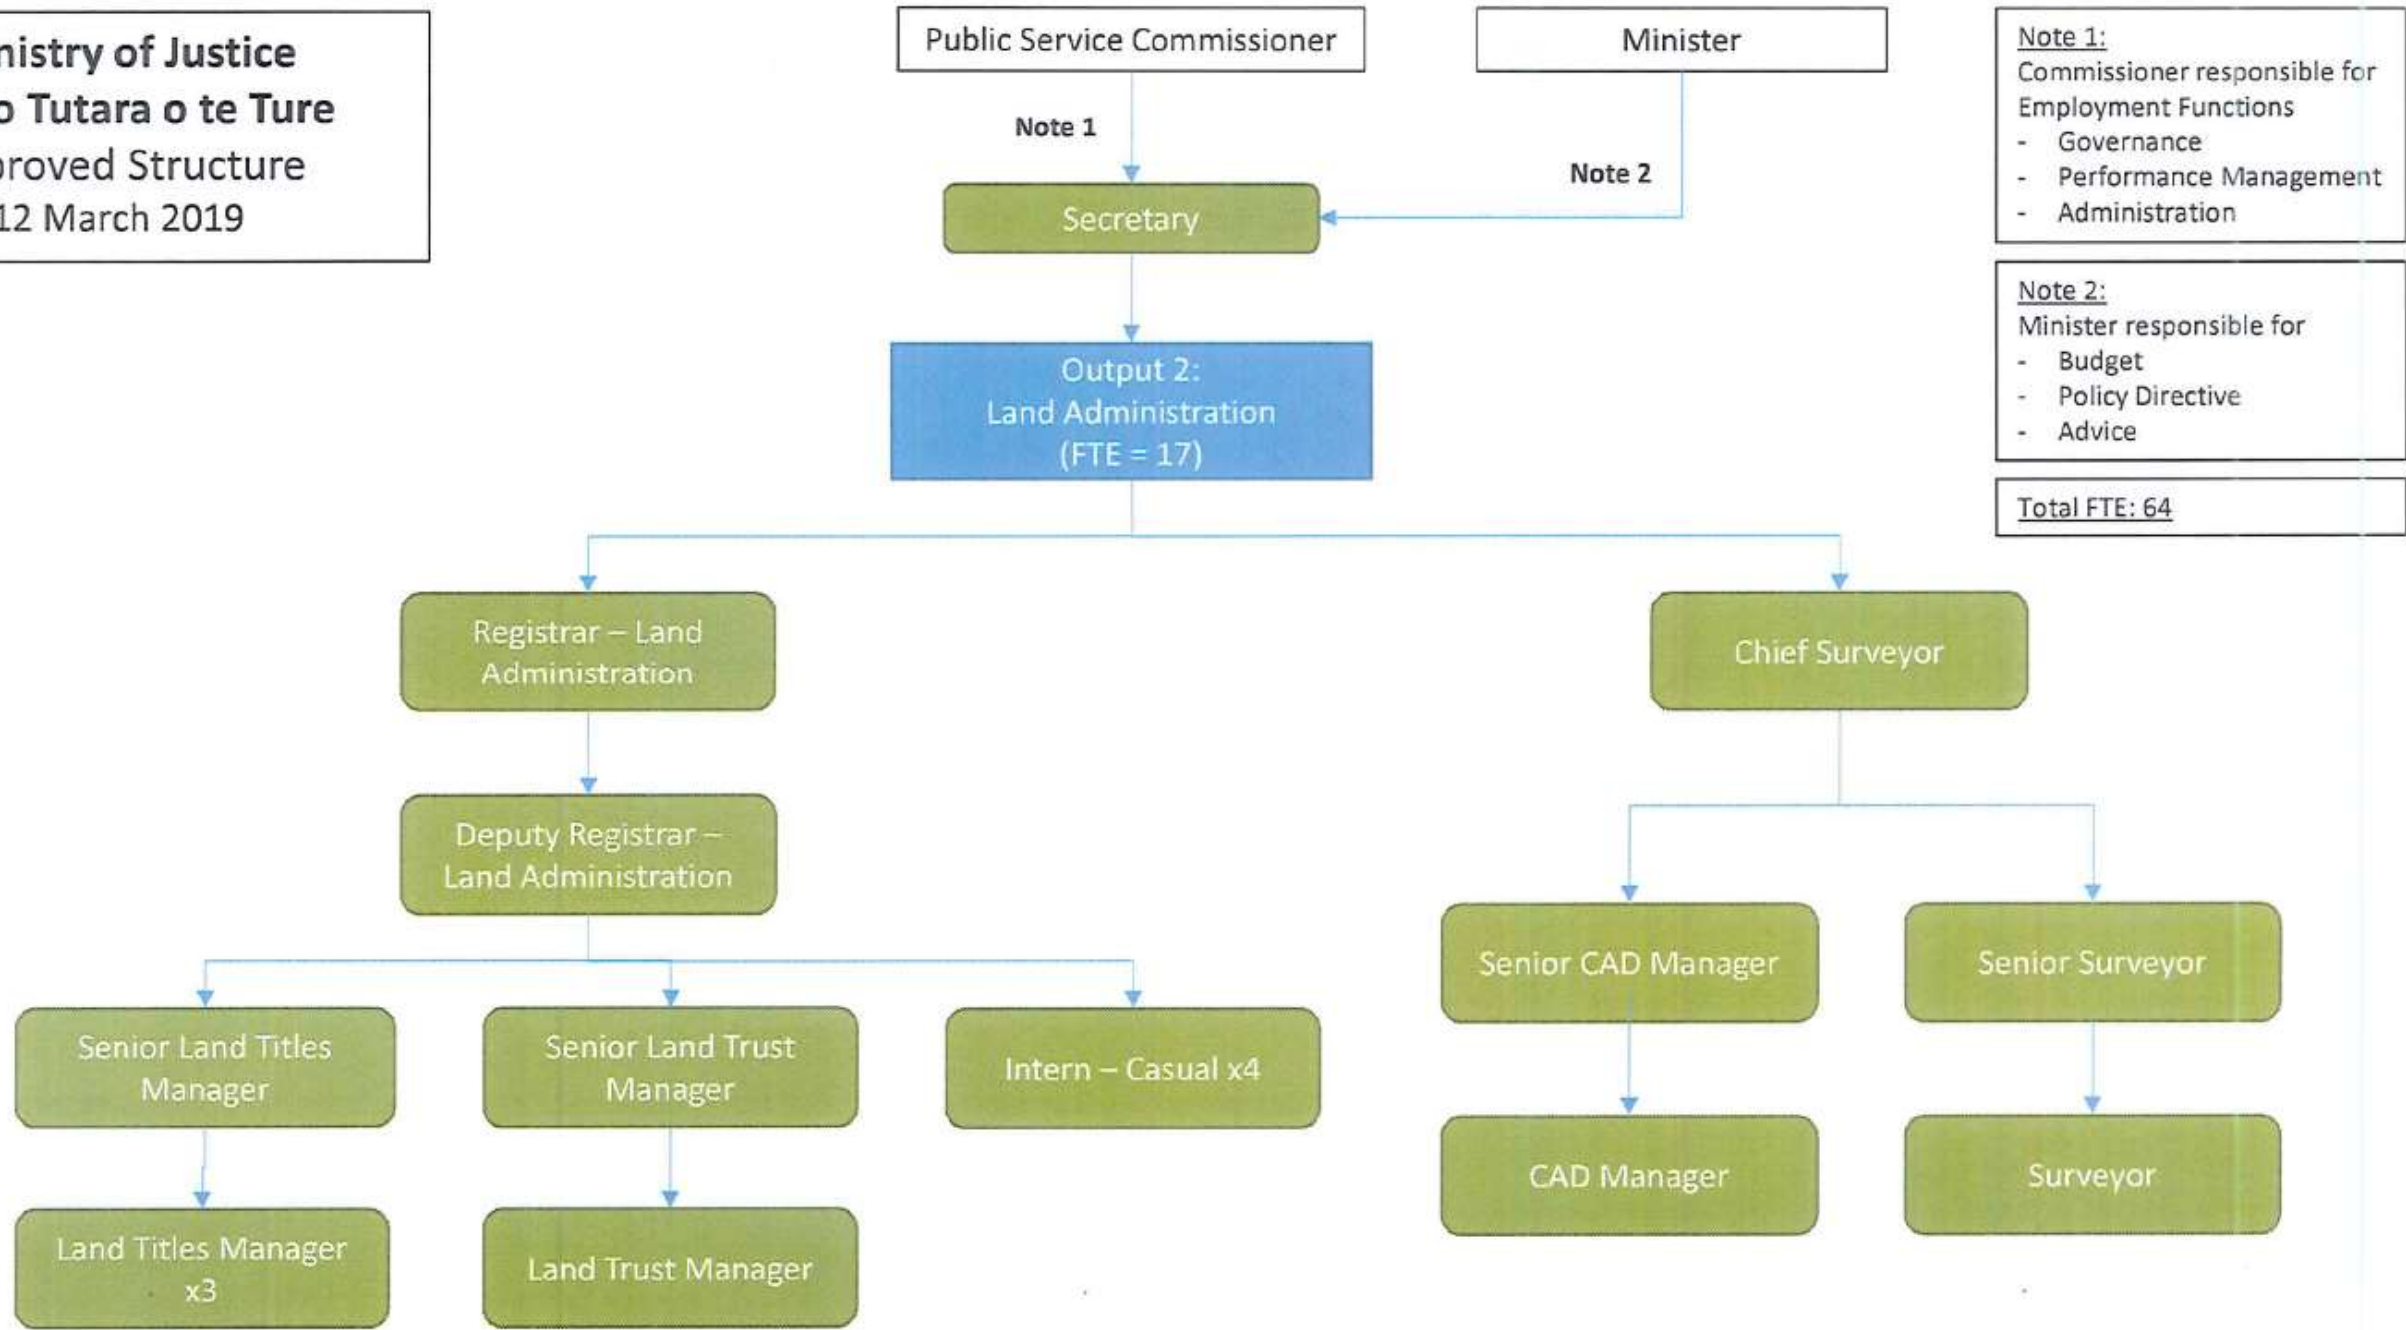 nistry of Justice
o Tutara o te Ture
proved Structure
12 March 2019
Public Service Commissioner
Minister
Note 1
Note 2
Note 1:
Commissioner responsible for
Employment Functions
- Governance
- Performance Management
- Administration
Note 2:
Minister responsible for
- Budget
- Policy Directive
- Advice
Total FTE: 64
Secretary
Output 2:
Land Administration
(FTE = 17)
Registrar – Land
Administration
Chief Surveyor
Deputy Registrar –
Land Administration
Senior CAD Manager
Senior Surveyor
Senior Land Titles
Manager
Senior Land Trust
Manager
Intern – Casual x4
CAD Manager
Surveyor
Land Titles Manager
x3
Land Trust Manager